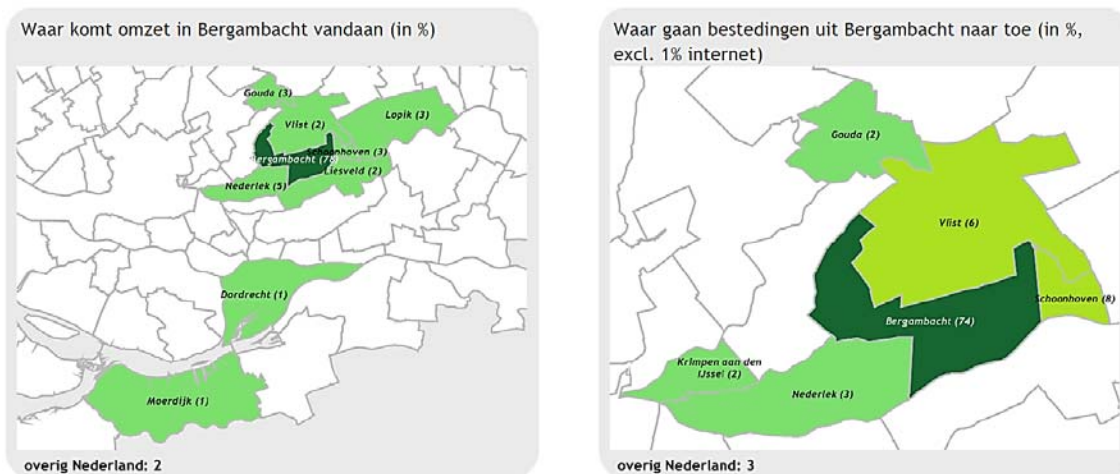 Waar komt omzet in Bergambacht vandaan (in %)
Gouda (3)
Vlist (2)
Lopik (3)
Schoonhoven (3)
Bergambacht (78)
Liesveld (2)
Nederlek (5)
Dordrecht (1)
Moerdijk (1)
overig Nederland: 2
Waar gaan bestedingen uit Bergambacht naar toe (in %,
excl. 1% internet)
Gouda (2)
Vlist (6)
Schoonhoven (8)
Bergambacht (74)
Krimpen aan den
IJssel (2)
Nederlek (3)
overig Nederland: 3